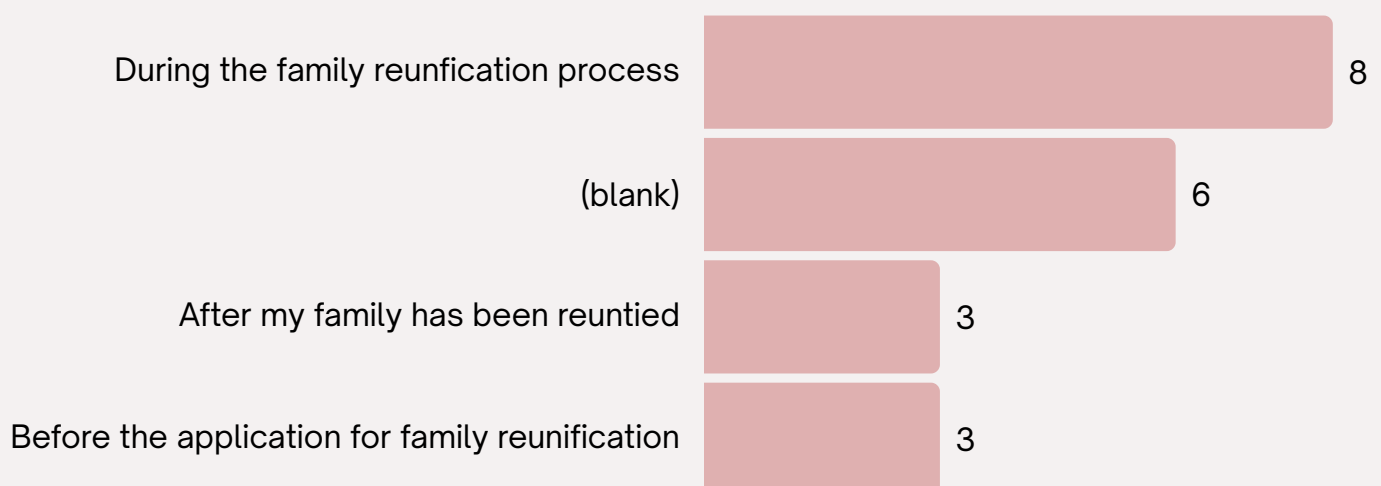 During the family reunfication process 8
(blank) 6
After my family has been reuntied 3
Before the application for family reunification 3